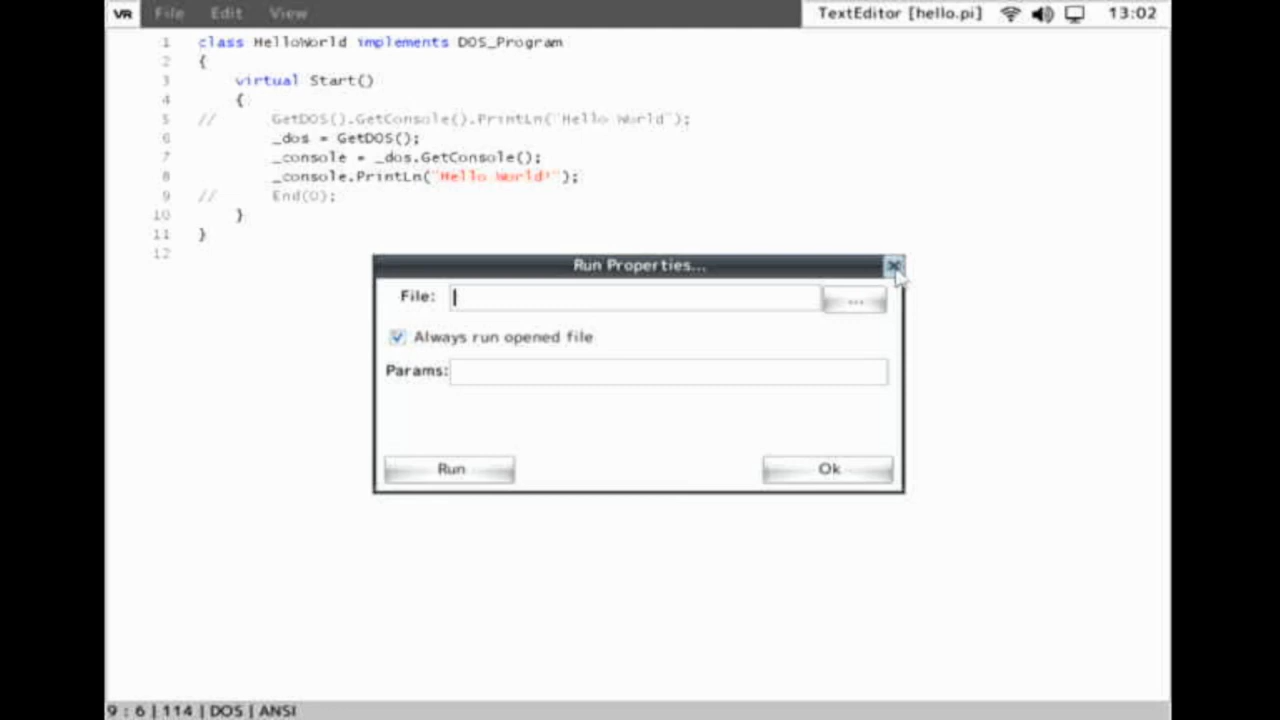 VR File Edit View TextEditor [hello.pi] 13:02
1 class HelloWorld implements DOS_Program
2 {
3 virtual Start()
4 {
5 // GetDOS().GetConsole().PrintLn("Hello World");
6 _dos = GetDOS();
7 _console = _dos.GetConsole();
8 _console.PrintLn("Hello World!");
9 // End(0);
10 }
11 }
12
Run Properties...
File: ...
Always run opened file
Params:
Run Ok
9 : 6 | 114 | DOS | ANSI